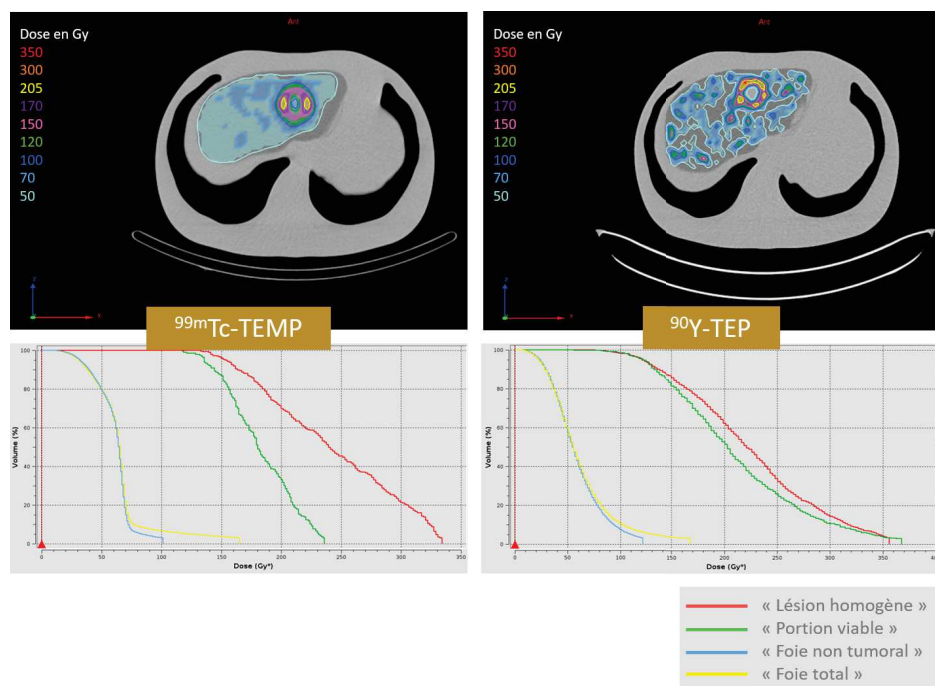 Ant
Dose en Gy
350
300
205
170
150
120
100
70
50
Ant
Dose en Gy
350
300
205
170
150
120
100
70
50
99mTc-TEMP
90Y-TEP
Volume (%)
100
80
60
40
20
0
0 50 100 150 200 250 300 350
Dose (Gy*)
Volume (%)
100
80
60
40
20
0
0 50 100 150 200 250 300 350
Dose (Gy*)
« Lésion homogène »
« Portion viable »
« Foie non tumoral »
« Foie total »